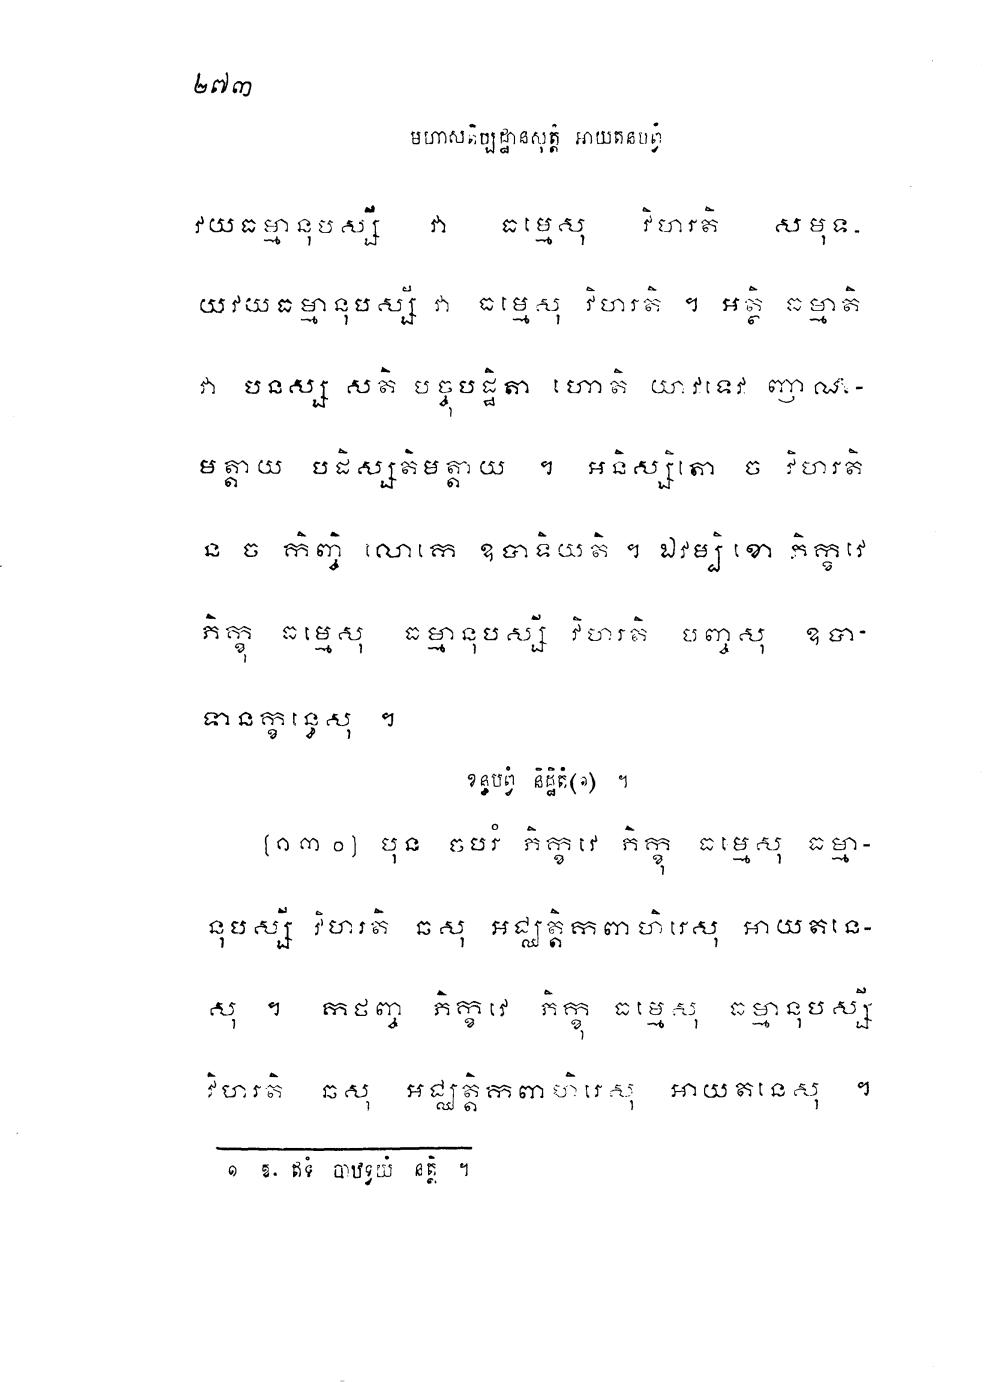 ២៧៣
មហាសតិប្បដ្ឋានសុត្តំ អាយតនបព្វំ
វយធម្មានុបស្សី វា ធម្មេសុ វិហរតិ សមុទ-
យវយធម្មានុបស្សី វា ធម្មេសុ វិហរតិ ។ អត្ថិ ធម្មាតិ
វា បនស្ស សតិ បច្ចុបដ្ឋិតា ហោតិ យាវទេវ ញាណ-
មត្តាយ បដិស្សតិមត្តាយ ។ អនិស្សិតោ ច វិហរតិ
ន ច កិញ្ចិ លោកេ ឧបាទិយតិ ។ ឯវម្បិ ខោ ភិក្ខវេ
ភិក្ខុ ធម្មេសុ ធម្មានុបស្សី វិហរតិ បញ្ចសុ ឧបា-
ទានក្ខន្ធេសុ ។
ខន្ធបព្វំ និដ្ឋិតំ(១) ។
[១៣០] បុន ចបរំ ភិក្ខវេ ភិក្ខុ ធម្មេសុ ធម្មា-
នុបស្សី វិហរតិ ឆសុ អជ្ឈត្តិកពាហិរេសុ អាយតនេ-
សុ ។ កថញ្ច ភិក្ខវេ ភិក្ខុ ធម្មេសុ ធម្មានុបស្សី
វិហរតិ ឆសុ អជ្ឈត្តិកពាហិរេសុ អាយតនេសុ ។
១ ឱ. ឥទំ បាឋទ្វយំ នត្ថិ ។